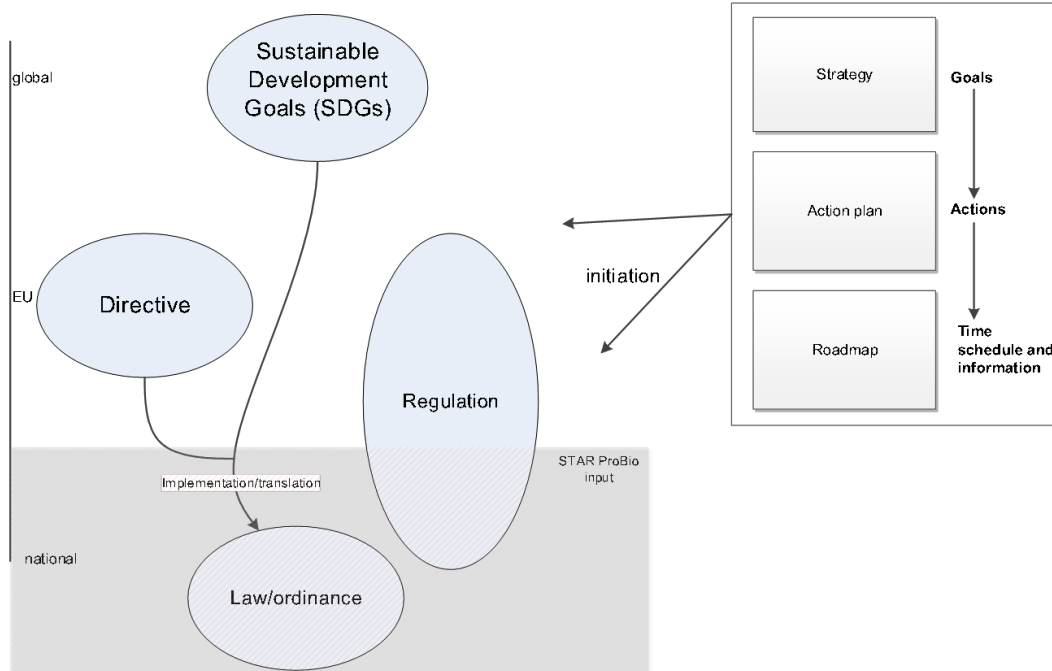 global
Sustainable
Development
Goals (SDGs)
EU
Directive
Regulation
initiation
Strategy
Goals
Action plan
Actions
Roadmap
Time
schedule and
information
STAR ProBio
input
Implementation/translation
national
Law/ordinance